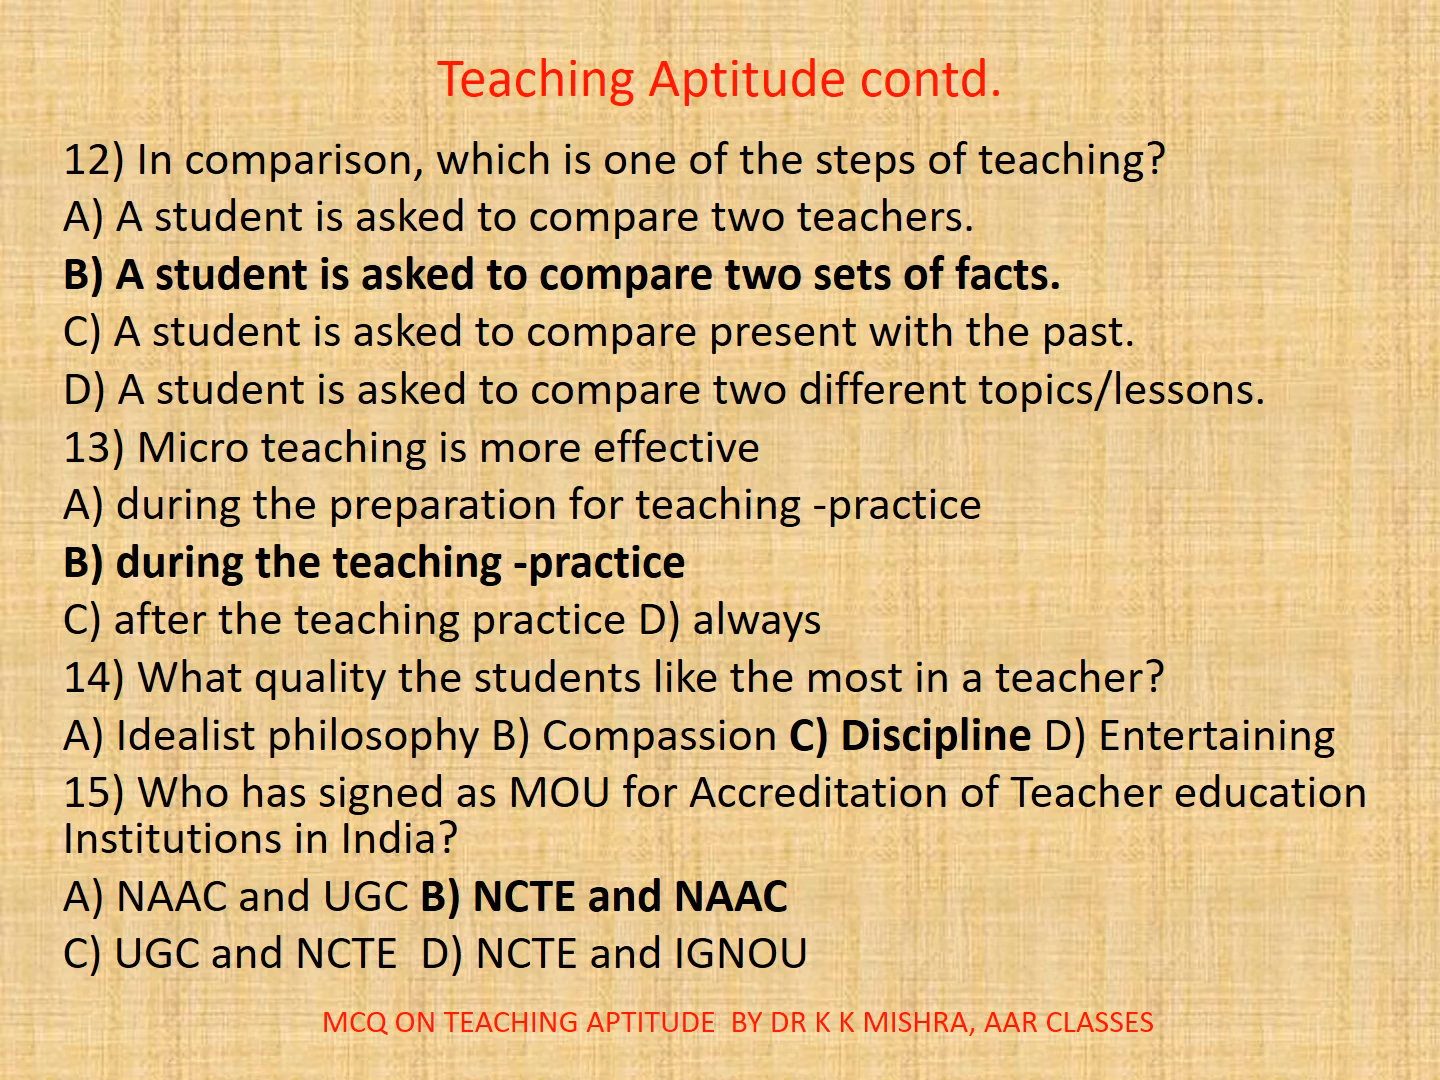 Teaching Aptitude contd.
12) In comparison, which is one of the steps of teaching?
A) A student is asked to compare two teachers.
B) A student is asked to compare two sets of facts.
C) A student is asked to compare present with the past.
D) A student is asked to compare two different topics/lessons.
13) Micro teaching is more effective
A) during the preparation for teaching -practice
B) during the teaching -practice
C) after the teaching practice D) always
14) What quality the students like the most in a teacher?
A) Idealist philosophy B) Compassion C) Discipline D) Entertaining
15) Who has signed as MOU for Accreditation of Teacher education
Institutions in India?
A) NAAC and UGC B) NCTE and NAAC
C) UGC and NCTE  D) NCTE and IGNOU
MCQ ON TEACHING APTITUDE  BY DR K K MISHRA, AAR CLASSES